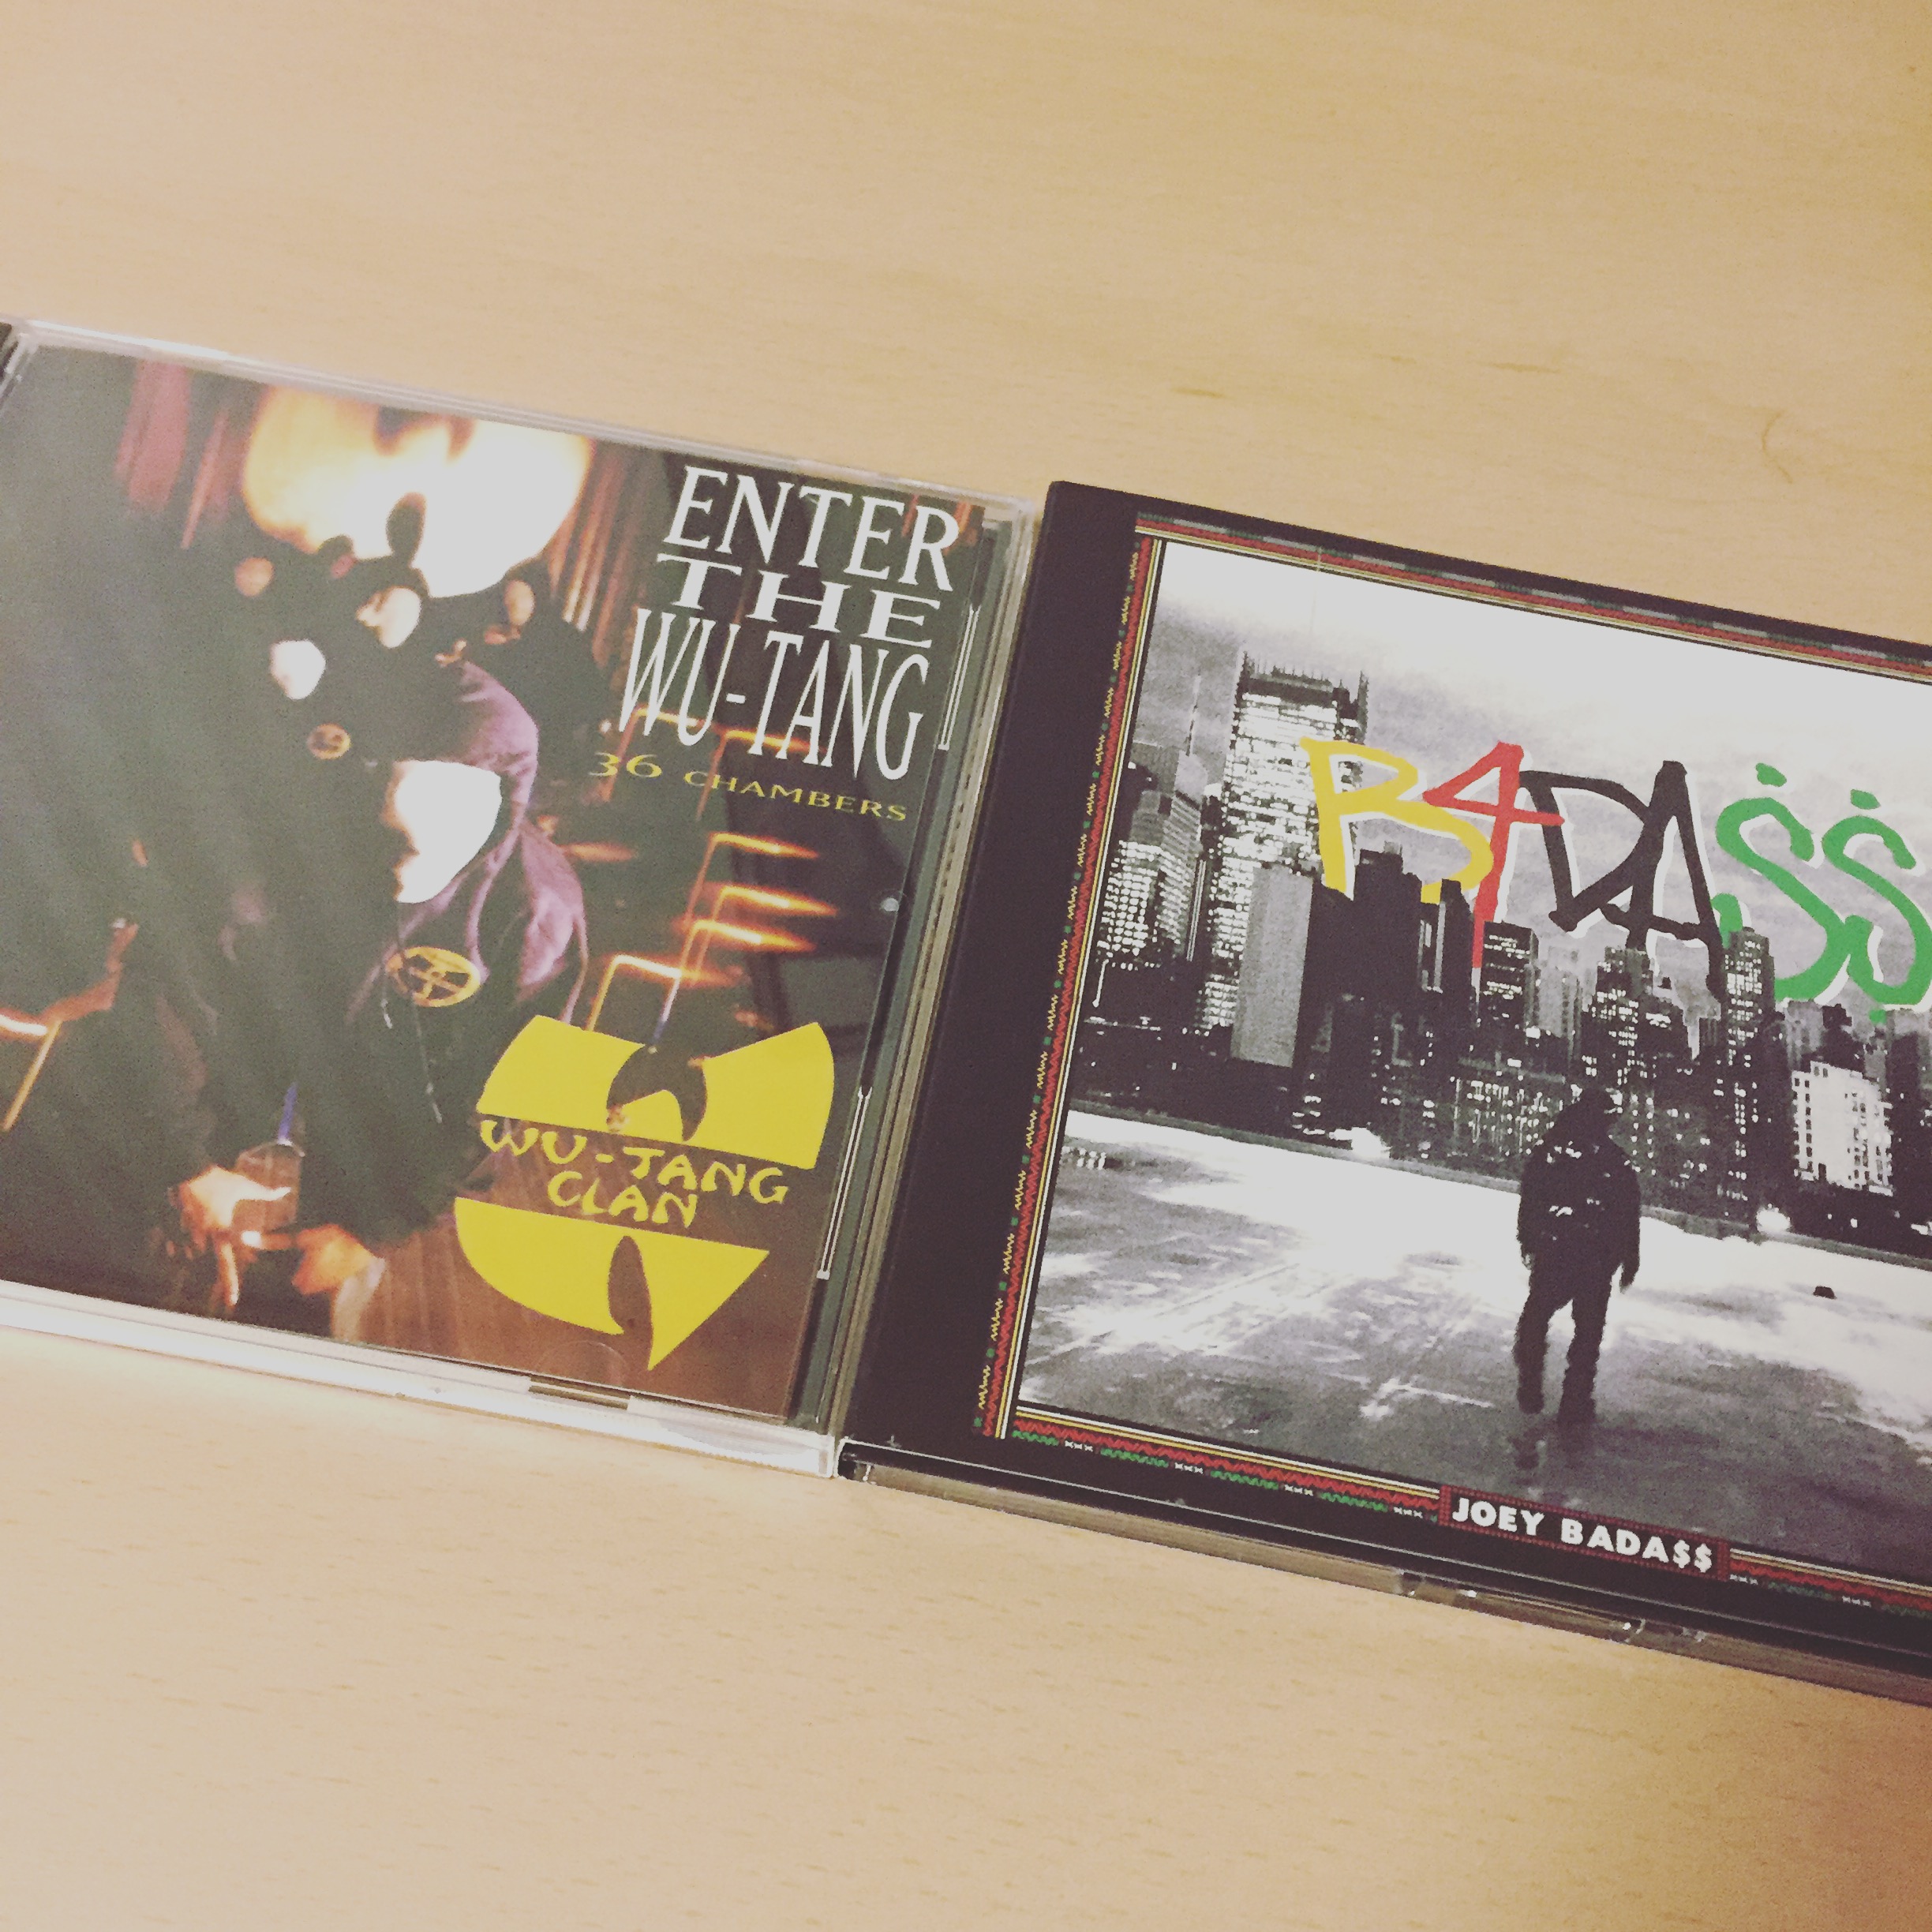 ENTER
THE
WU-TANG
36 CHAMBERS
WU-TANG
CLAN
B4DA$$
JOEY BADA$$